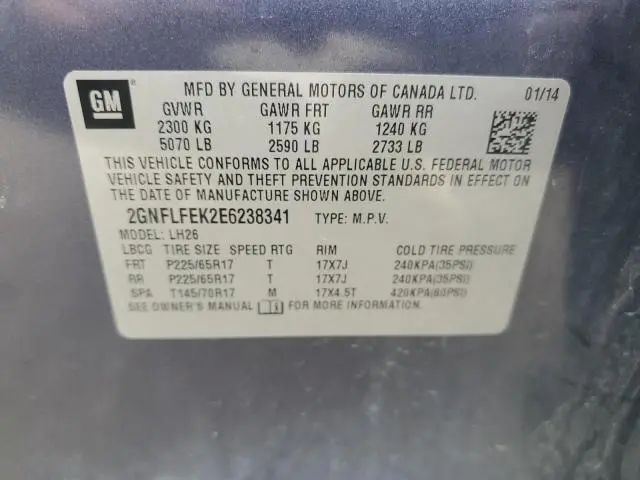 GM ®
MFD BY GENERAL MOTORS OF CANADA LTD. 01/14
GVWR GAWR FRT GAWR RR
2300 KG 1175 KG 1240 KG
5070 LB 2590 LB 2733 LB
THIS VEHICLE CONFORMS TO ALL APPLICABLE U.S. FEDERAL MOTOR
VEHICLE SAFETY AND THEFT PREVENTION STANDARDS IN EFFECT ON
THE DATE OF MANUFACTURE SHOWN ABOVE.
2GNFLFEK2E6238341 TYPE: M.P.V.
MODEL: LH26
LBCG TIRE SIZE SPEED RTG RIM COLD TIRE PRESSURE
FRT P225/65R17 T 17X7J 240KPA(35PSI)
RR P225/65R17 T 17X7J 240KPA(35PSI)
SPA T145/70R17 M 17X4.5T 420KPA(60PSI)
SEE OWNER'S MANUAL FOR MORE INFORMATION.